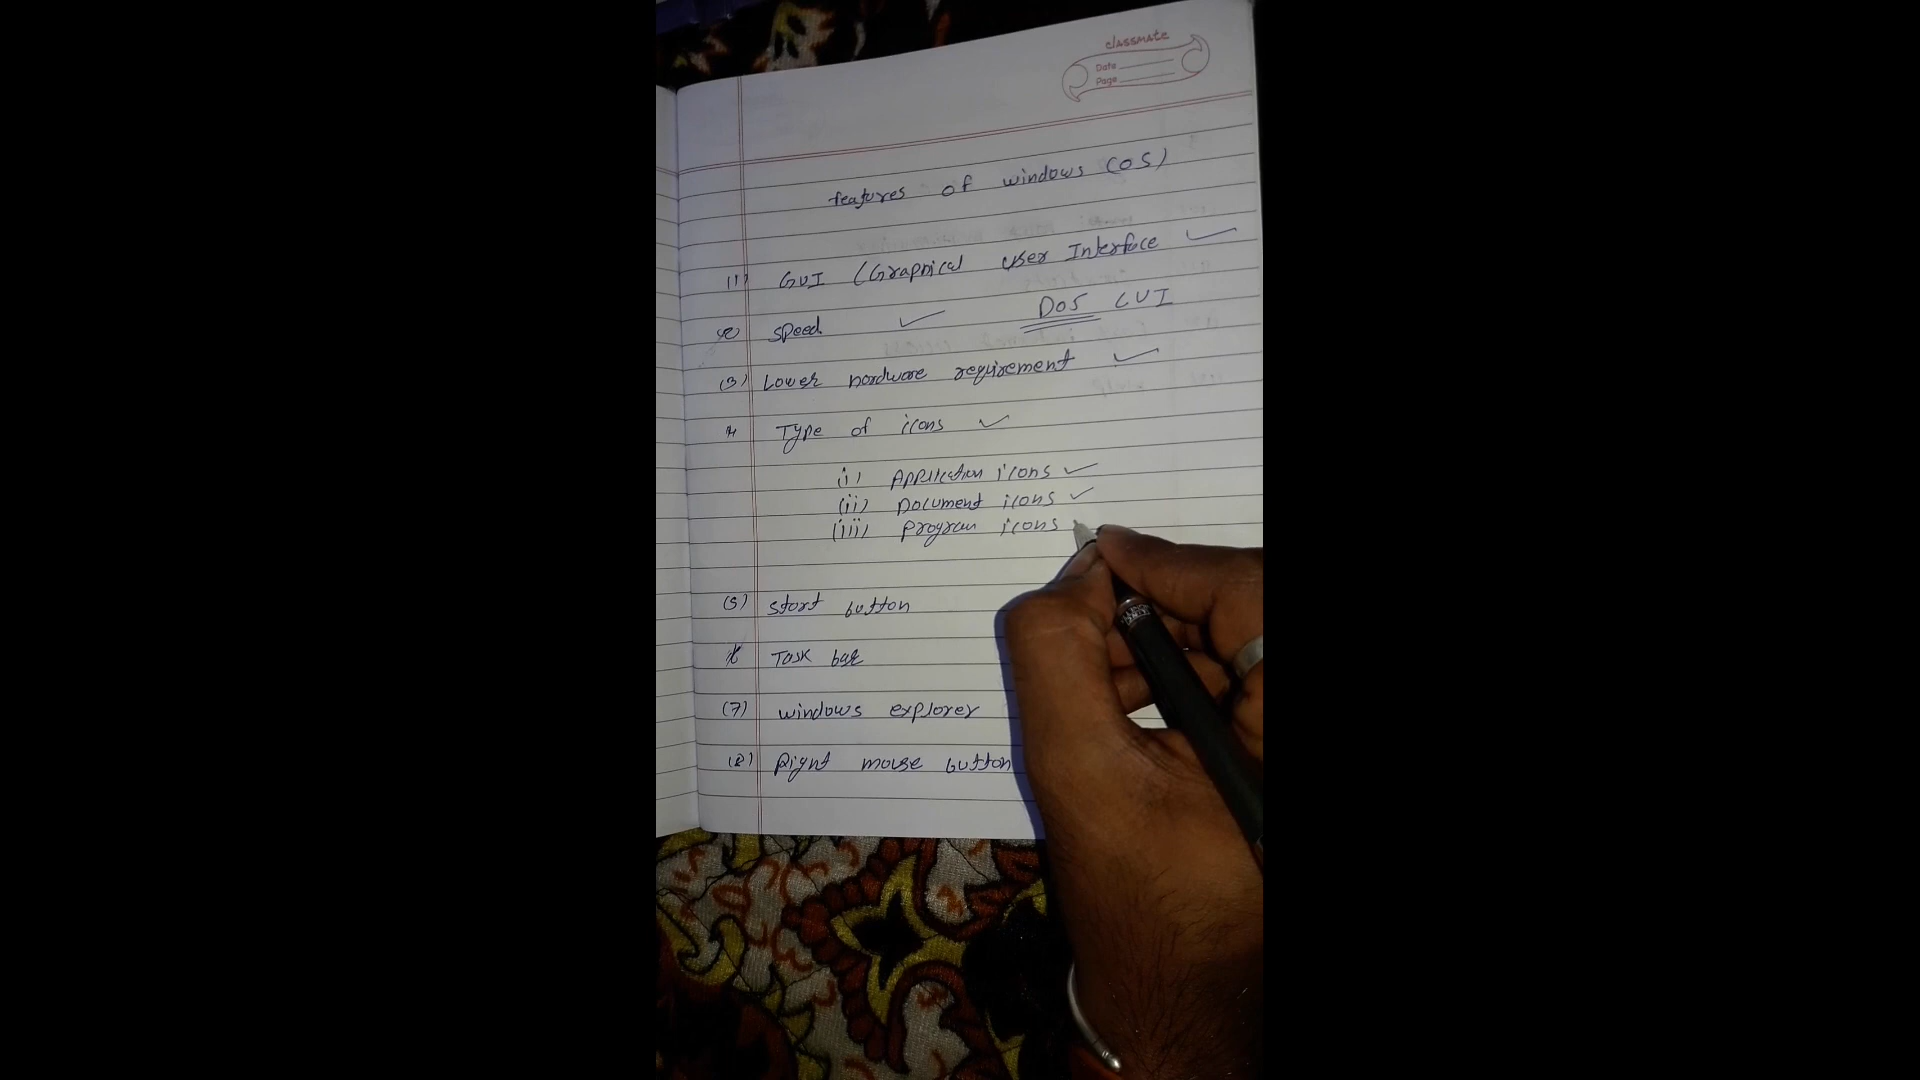 classmate
Date
Page
features of windows (OS)
(1) GUI (Graphical user Interface ✓
(2) speed ✓ DOS CUI
(3) Lower hardware requirement ✓
4 Type of icons ✓
(i) Application icons ✓
(ii) Document icons ✓
(iii) program icons
(5) start button
Task bar
(7) windows explorer
(8) Right mouse button